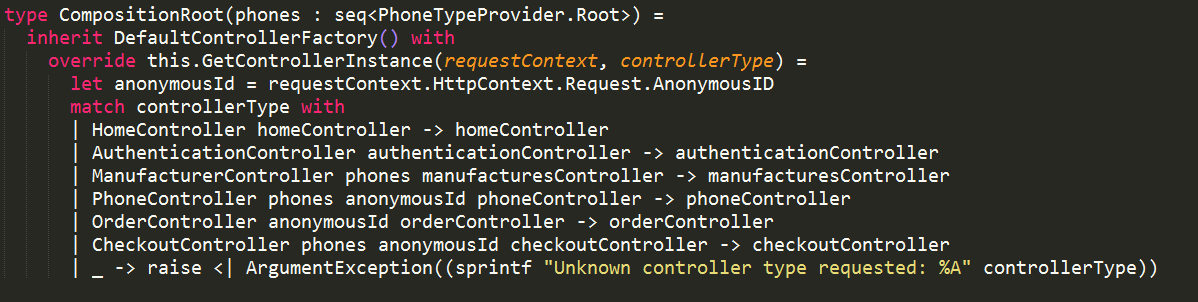 type CompositionRoot(phones : seq<PhoneTypeProvider.Root>) =
  inherit DefaultControllerFactory() with
    override this.GetControllerInstance(requestContext, controllerType) =
      let anonymousId = requestContext.HttpContext.Request.AnonymousID
      match controllerType with
      | HomeController homeController -> homeController
      | AuthenticationController authenticationController -> authenticationController
      | ManufacturerController phones manufacturesController -> manufacturesController
      | PhoneController phones anonymousId phoneController -> phoneController
      | OrderController anonymousId orderController -> orderController
      | CheckoutController phones anonymousId checkoutController -> checkoutController
      | _ -> raise <| ArgumentException((sprintf "Unknown controller type requested: %A" controllerType))